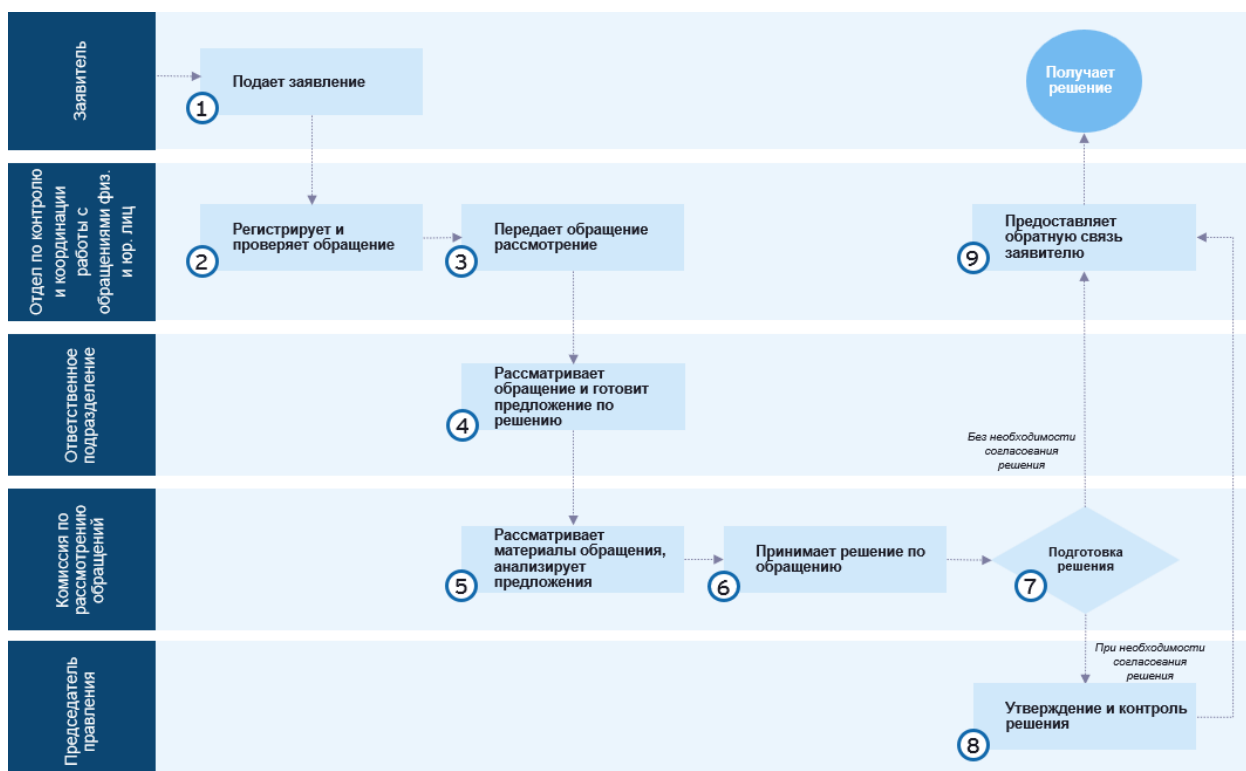 Заявитель
Подает заявление
1
Получает
решение
Отдел по контролю
и координации
работы с
обращениями физ.
и юр. лиц
Регистрирует и
проверяет обращение
2
Передает обращение
рассмотрение
3
Предоставляет
обратную связь
заявителю
9
Ответственное
подразделение
Рассматривает
обращение и готовит
предложение по
решению
4
Без необходимости
согласования
решения
Комиссия по
рассмотрению
обращений
Рассматривает
материалы обращения,
анализирует
предложения
5
Принимает решение по
обращению
6
Подготовка
решения
7
Председатель
правления
При необходимости
согласования
решения
Утверждение и контроль
решения
8